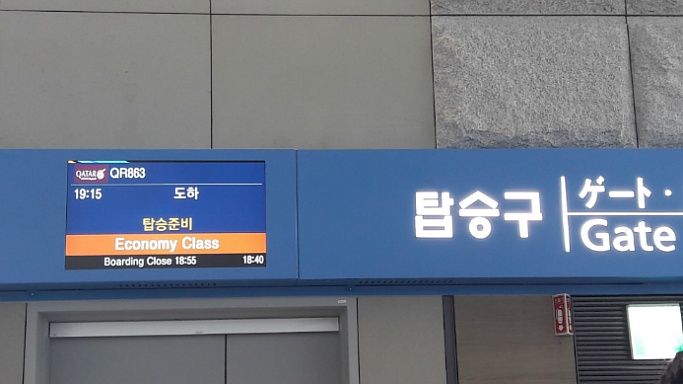 QATAR QR863
19:15 도하
탑승준비
Economy Class
Boarding Close 18:55 18:40
탑승구
ゲート・
Gate